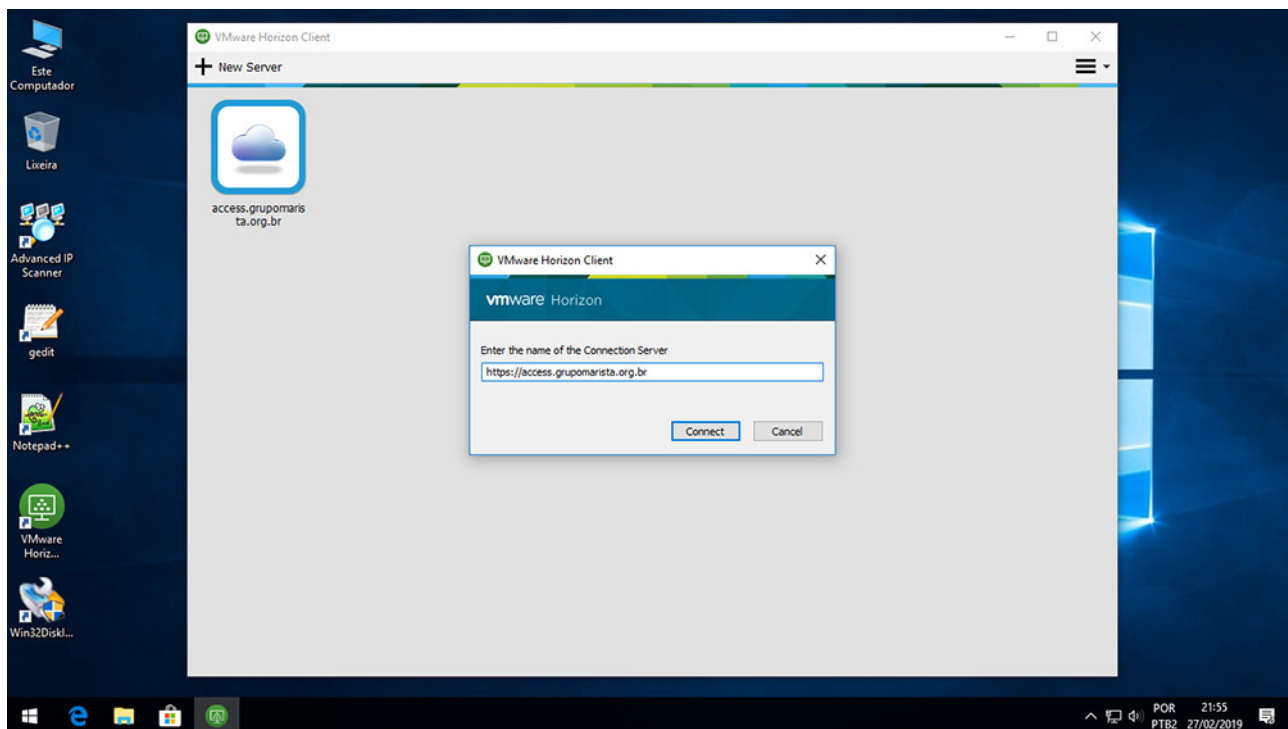 Este
Computador
Lixeira
Advanced IP
Scanner
gedit
Notepad++
VMware
Horiz...
Win32DiskI...
VMware Horizon Client
New Server
access.grupomaris
ta.org.br
VMware Horizon Client
vmware Horizon
Enter the name of the Connection Server
https://access.grupomarista.org.br
Connect
Cancel
POR
PTB2
21:55
27/02/2019